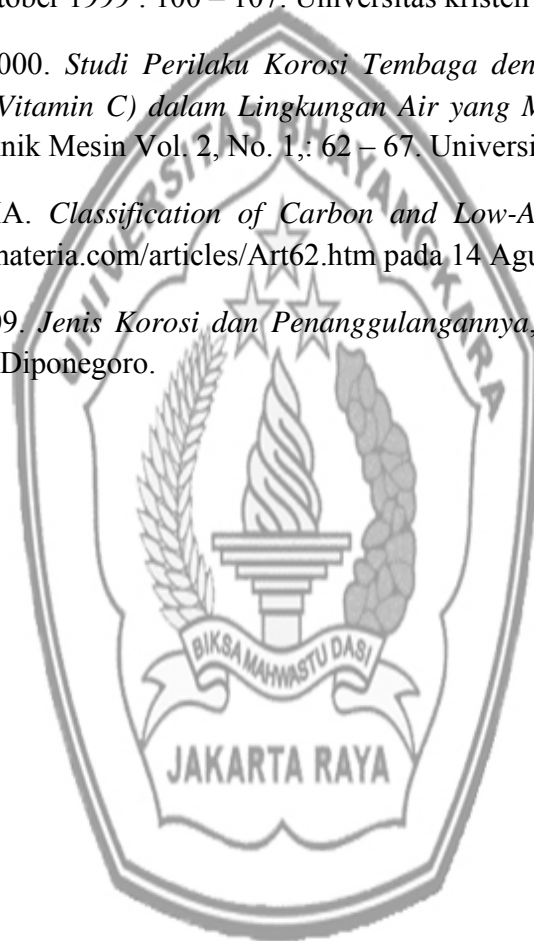 tober 1999 : 100 – 107. Universitas kristen
000. Studi Perilaku Korosi Tembaga den
Vitamin C) dalam Lingkungan Air yang M
nik Mesin Vol. 2, No. 1,: 62 – 67. Universi
IA. Classification of Carbon and Low-A
materia.com/articles/Art62.htm pada 14 Agu
09. Jenis Korosi dan Penanggulangannya,
Diponegoro.
UNIVERSITAS BHAYANGKARA
BIKSA MAHWASTU DASI
JAKARTA RAYA